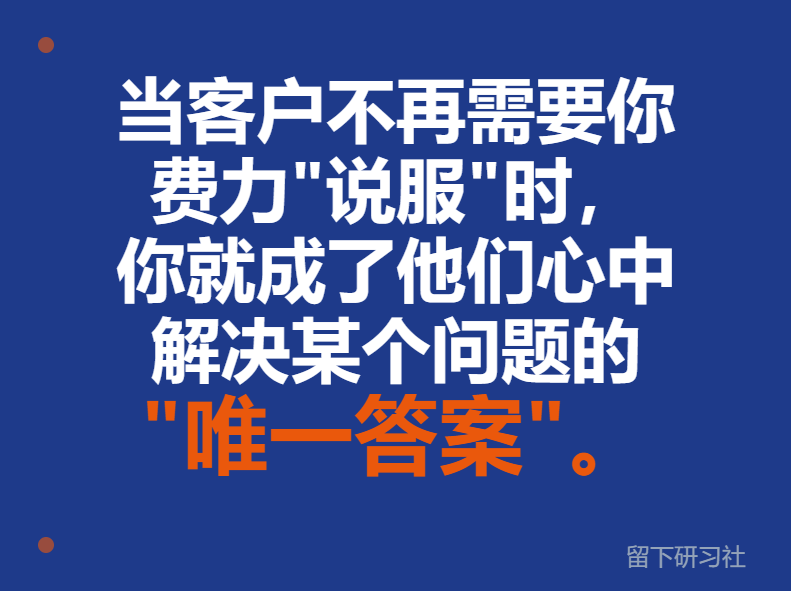 当客户不再需要你
费力"说服"时，
你就成了他们心中
解决某个问题的
"唯一答案"。
留下研习社